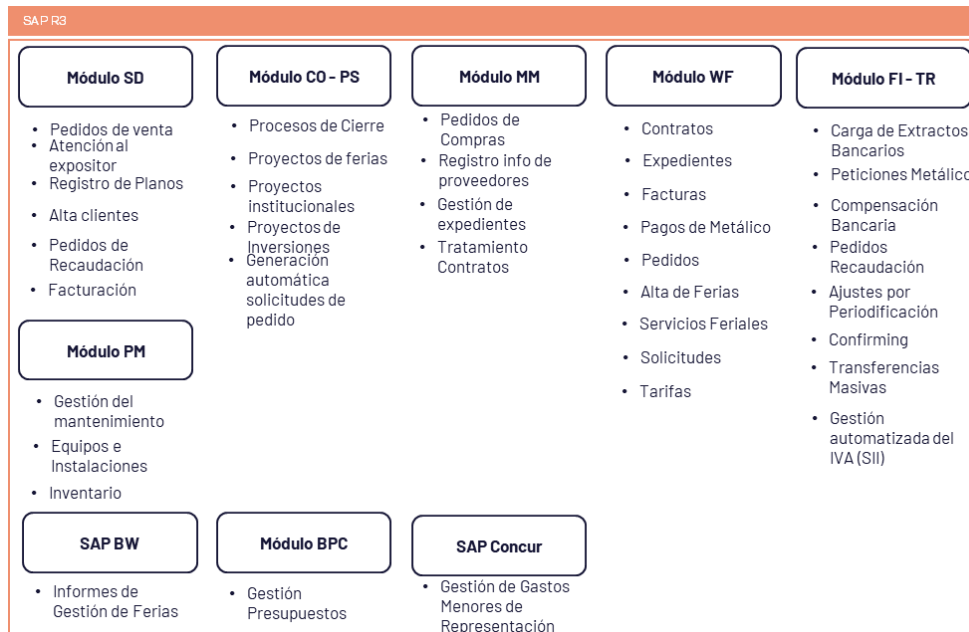 SAP R3
Módulo SD
• Pedidos de venta
• Atención al
expositor
• Registro de Planos
• Alta clientes
• Pedidos de
Recaudación
• Facturación
Módulo CO - PS
• Procesos de Cierre
• Proyectos de ferias
• Proyectos
institucionales
• Proyectos de
Inversiones
• Generación
automática
solicitudes de
pedido
Módulo MM
• Pedidos de
Compras
• Registro info de
proveedores
• Gestión de
expedientes
• Tratamiento
Contratos
Módulo WF
• Contratos
• Expedientes
• Facturas
• Pagos de Metálico
• Pedidos
• Alta de Ferias
• Servicios Feriales
• Solicitudes
• Tarifas
Módulo FI - TR
• Carga de Extractos
Bancarios
• Peticiones Metálico
• Compensación
Bancaria
• Pedidos
Recaudación
• Ajustes por
Periodificación
• Confirming
• Transferencias
Masivas
• Gestión
automatizada del
IVA (SII)
Módulo PM
• Gestión del
mantenimiento
• Equipos e
Instalaciones
• Inventario
SAP BW
• Informes de
Gestión de Ferias
Módulo BPC
• Gestión
Presupuestos
SAP Concur
• Gestión de Gastos
Menores de
Representación